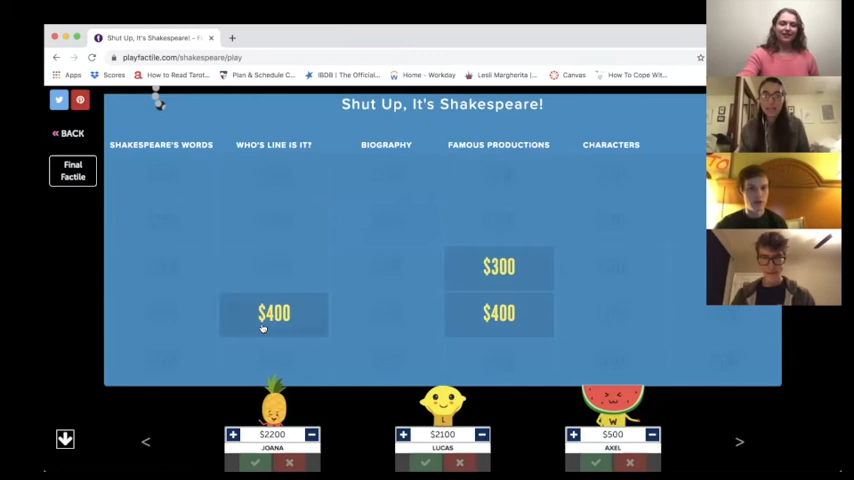 Shut Up, It's Shakespeare! - F
playfactile.com/shakespeare/play
Apps Scores How to Read Tarot... Plan & Schedule C... IBDB | The Official... Home - Workday Lesli Margherita |... Canvas How To Cope Wit...
BACK
Final
Factile
Shut Up, It's Shakespeare!
SHAKESPEARE'S WORDS WHO'S LINE IS IT? BIOGRAPHY FAMOUS PRODUCTIONS CHARACTERS
$300
$400 $400
L W
$2200 $2100 $500
JOANA LUCAS AXEL